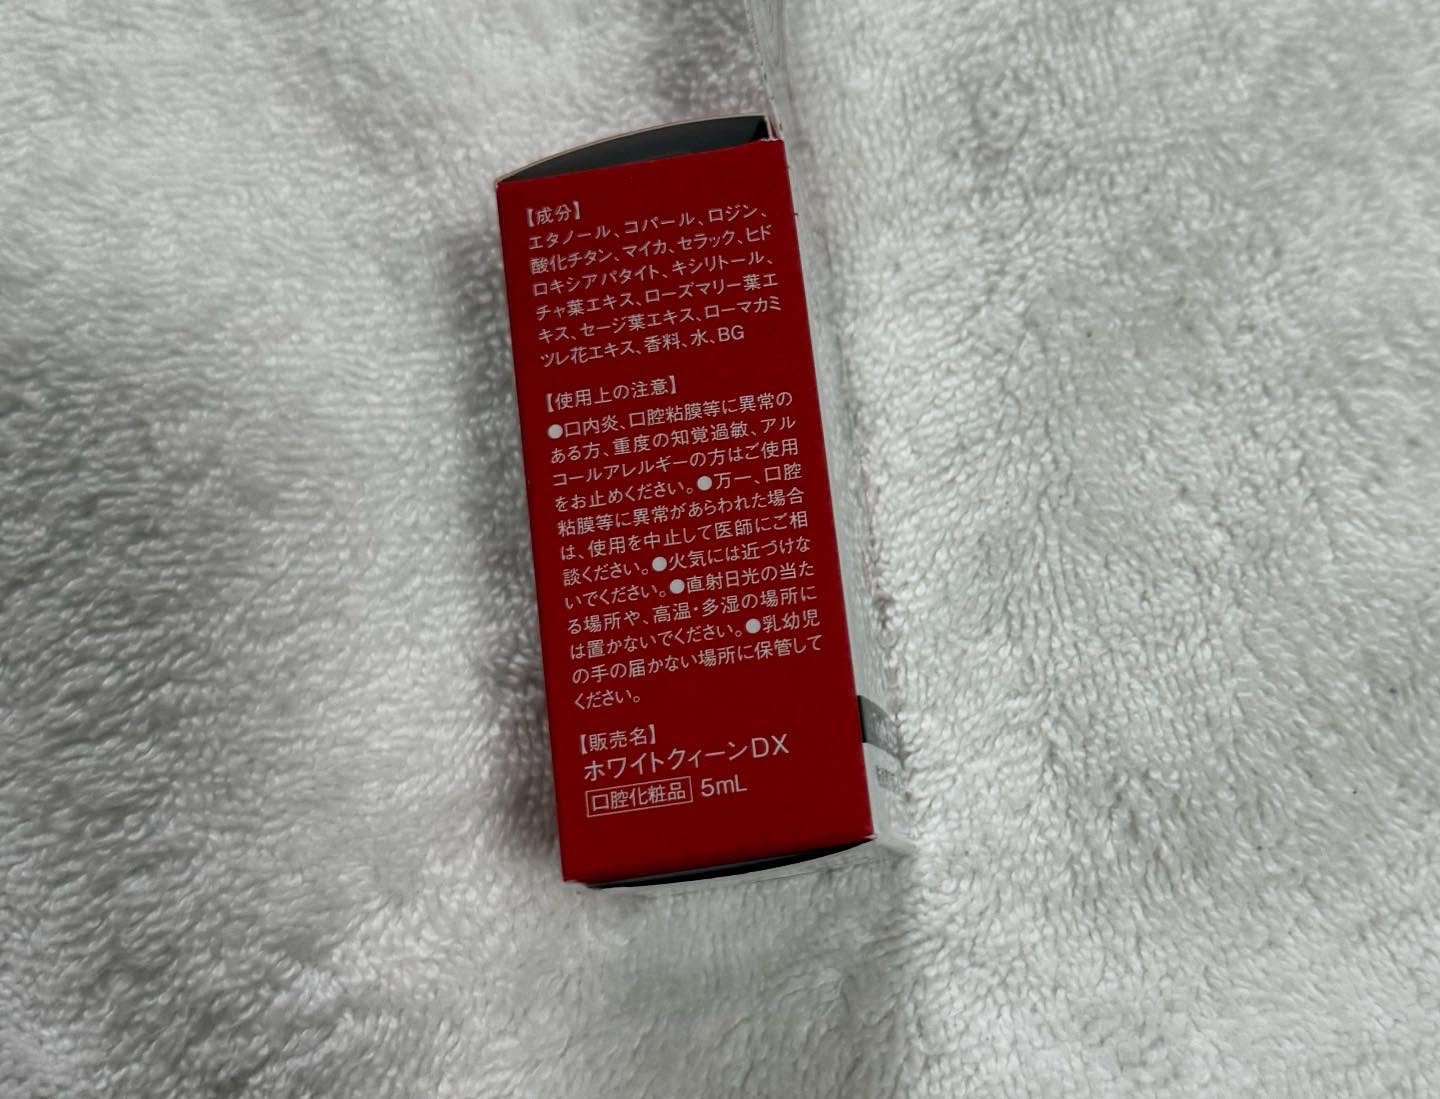 【成分】
エタノール、コパール、ロジン、
酸化チタン、マイカ、セラック、ヒド
ロキシアパタイト、キシリトール、
チャ葉エキス、ローズマリー葉エ
キス、セージ葉エキス、ローマカミ
ツレ花エキス、香料、水、BG
【使用上の注意】
●口内炎、口腔粘膜等に異常の
ある方、重度の知覚過敏、アル
コールアレルギーの方はご使用
をお止めください。●万一、口腔
粘膜等に異常があらわれた場合
は、使用を中止して医師にご相
談ください。●火気には近づけな
いでください。●直射日光の当た
る場所や、高温・多湿の場所に
は置かないでください。●乳幼児
の手の届かない場所に保管して
ください。
【販売名】
ホワイトクィーンDX
口腔化粧品 5mL